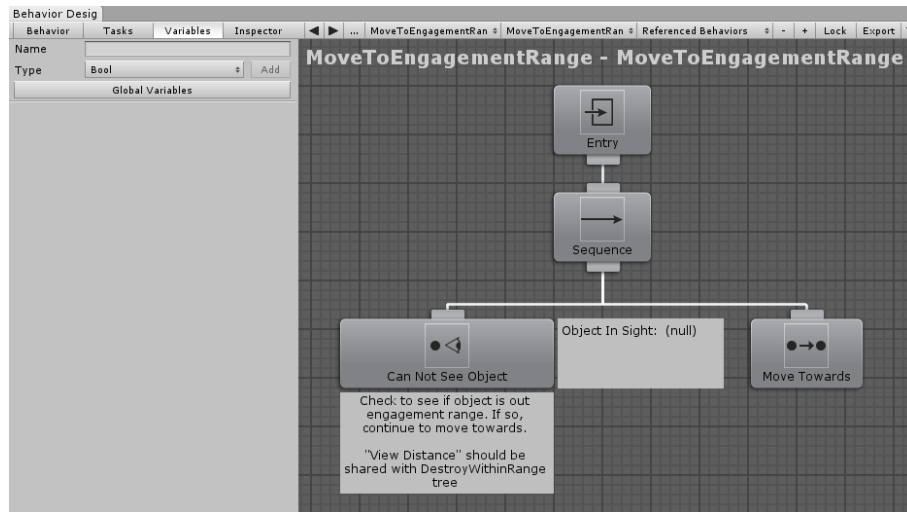 Behavior Desig
Behavior Tasks Variables Inspector
... MoveToEngagementRan MoveToEngagementRan Referenced Behaviors - + Lock Export
Name
Type Bool Add
Global Variables
MoveToEngagementRange - MoveToEngagementRange
Entry
Sequence
Can Not See Object
Object In Sight: (null)
Move Towards
Check to see if object is out
engagement range. If so,
continue to move towards.
"View Distance" should be
shared with DestroyWithinRange
tree